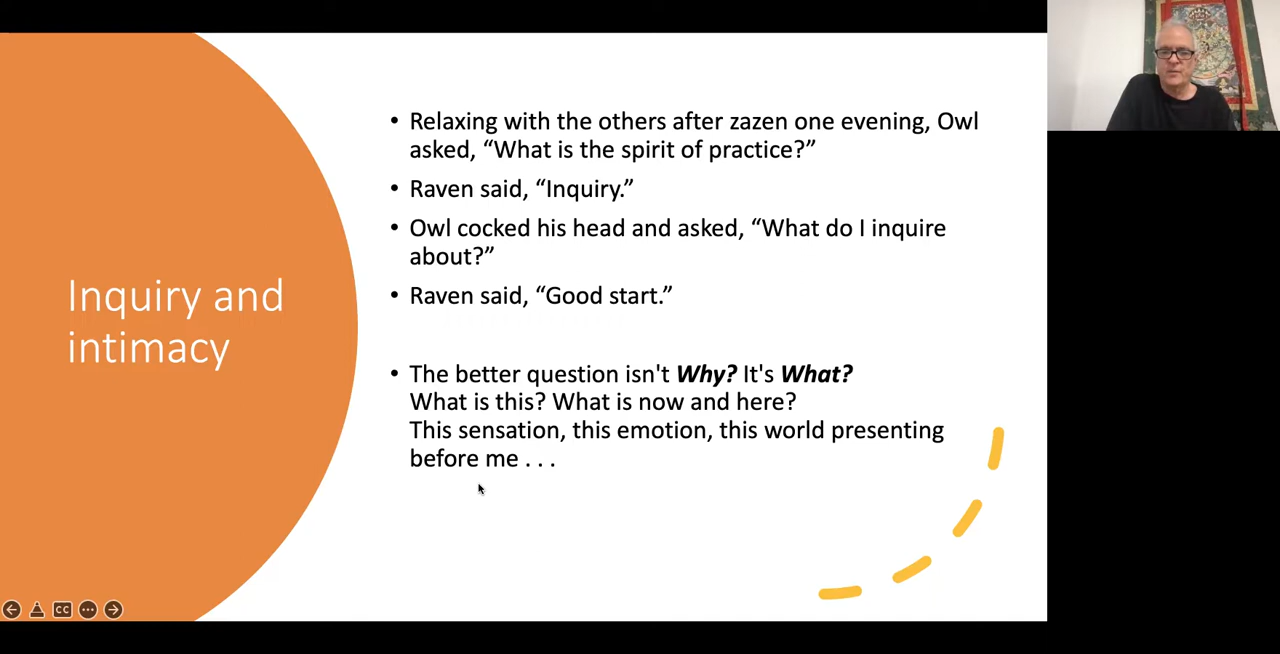 Inquiry and
intimacy
• Relaxing with the others after zazen one evening, Owl
asked, “What is the spirit of practice?”
• Raven said, “Inquiry.”
• Owl cocked his head and asked, “What do I inquire
about?”
• Raven said, “Good start.”
• The better question isn't Why? It's What?
What is this? What is now and here?
This sensation, this emotion, this world presenting
before me . . .
CC